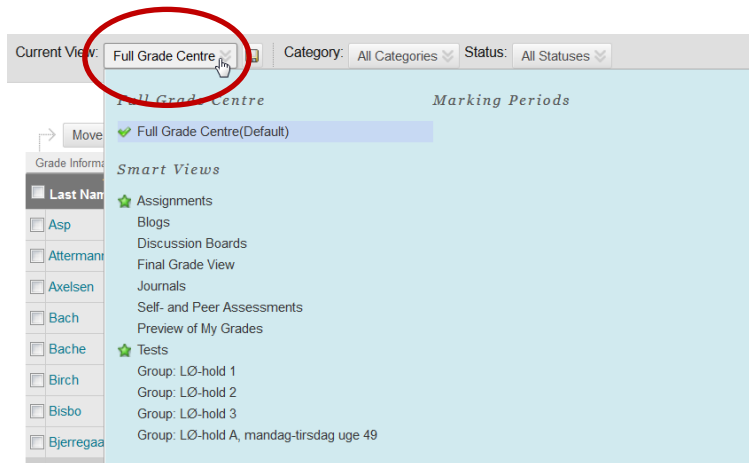 Current View: Full Grade Centre Category: All Categories Status: All Statuses
Full Grade Centre Marking Periods
Move
Full Grade Centre(Default)
Grade Informa
Smart Views
Last Nam
Assignments
Asp
Blogs
Discussion Boards
Attermann
Final Grade View
Axelsen
Journals
Self- and Peer Assessments
Bach
Preview of My Grades
Bache
Tests
Group: LØ-hold 1
Birch
Group: LØ-hold 2
Bisbo
Group: LØ-hold 3
Bjerregaa
Group: LØ-hold A, mandag-tirsdag uge 49